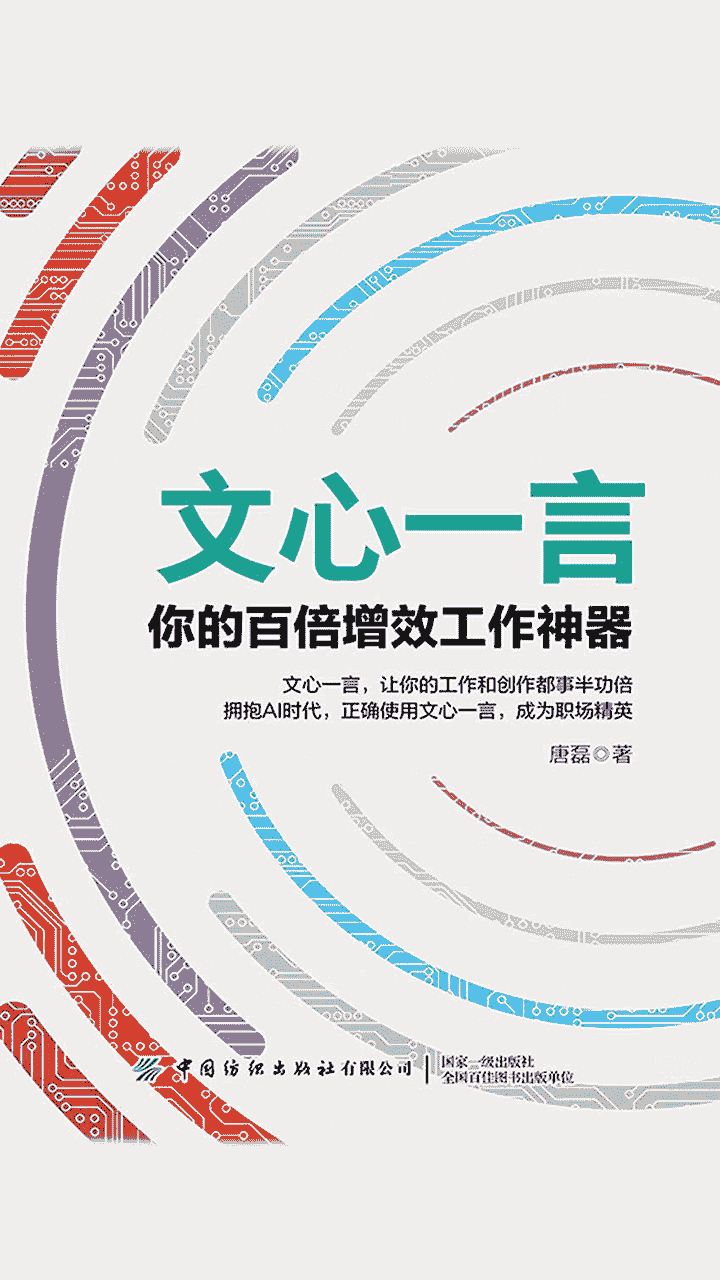 文心一言
你的百倍增效工作神器
文心一言，让你的工作和创作都事半功倍
拥抱AI时代，正确使用文心一言，成为职场精英
唐磊◎著
中国纺织出版社有限公司
国家一级出版社
全国百佳图书出版单位